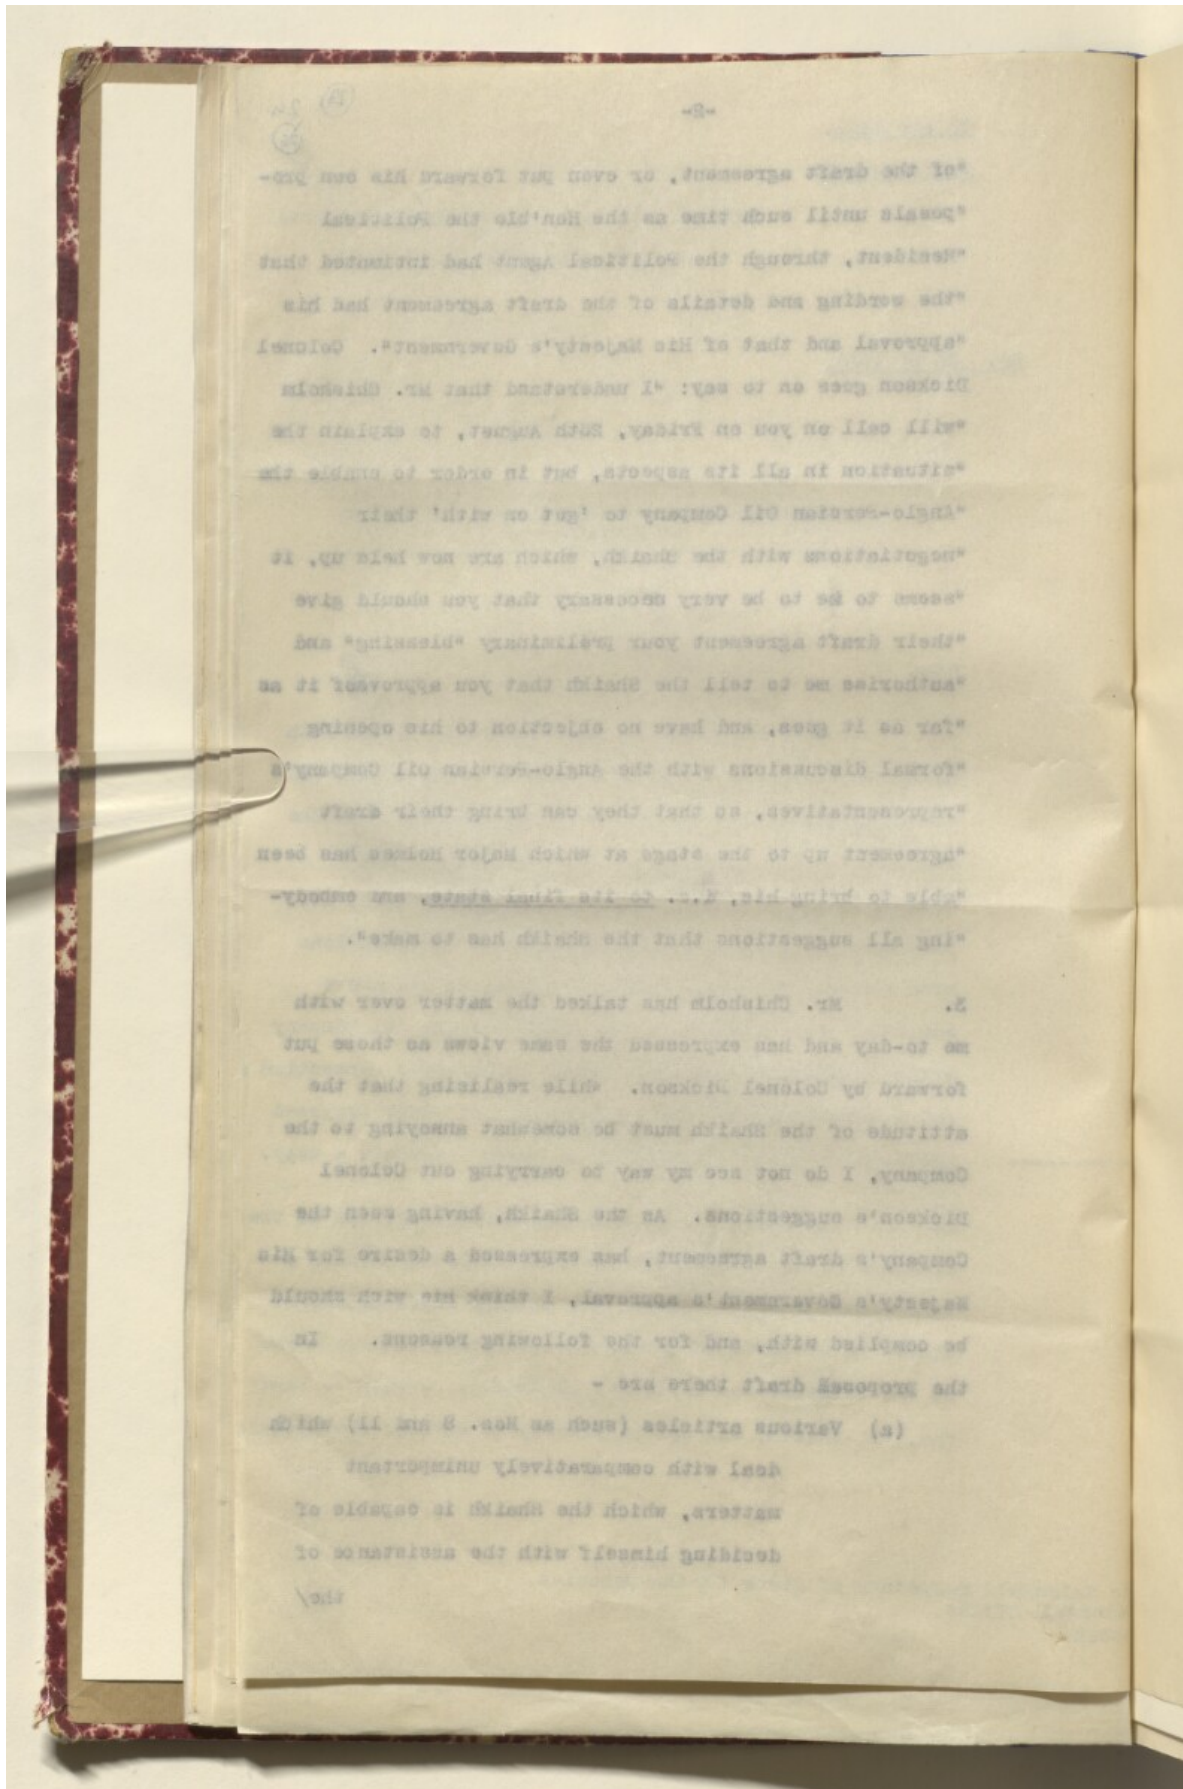 -2-
"of the draft agreement, or even put forward his own pro-
"posals until such time as the Hon'ble the Political
"Resident, through the Political Agent had intimated that
"the wording and details of the draft agreement had his
"approval and that of His Majesty's Government". Colonel
Dickson goes on to say: "I understand that Mr. Chisholm
"will call on you on Friday, 26th August, to explain the
"situation in all its aspects, but in order to enable the
"Anglo-Persian Oil Company to 'get on with' their
"negotiations with the Shaikh, which are now held up, it
"seems to me to be very necessary that you should give
"their draft agreement your preliminary "blessing" and
"authorise me to tell the Shaikh that you approve of it as
"far as it goes, and have no objection to his opening
"formal discussions with the Anglo-Persian Oil Company's
"representatives, so that they can bring their draft
"agreement up to the stage at which Major Holmes has been
"able to bring his, i.e. to its final state, and embody-
"ing all suggestions that the Shaikh has to make".
3. Mr. Chisholm has talked the matter over with
me to-day and has expressed the same views as those put
forward by Colonel Dickson. While realising that the
attitude of the Shaikh must be somewhat annoying to the
Company, I do not see my way to carrying out Colonel
Dickson's suggestions. As the Shaikh, having seen the
Company's draft agreement, has expressed a desire for His
Majesty's Government's approval, I think his wish should
be complied with, and for the following reasons. In
the proposed draft there are -
(a) Various articles (such as Nos. 8 and 11) which
deal with comparatively unimportant
matters, which the Shaikh is capable of
deciding himself with the assistance of
the/